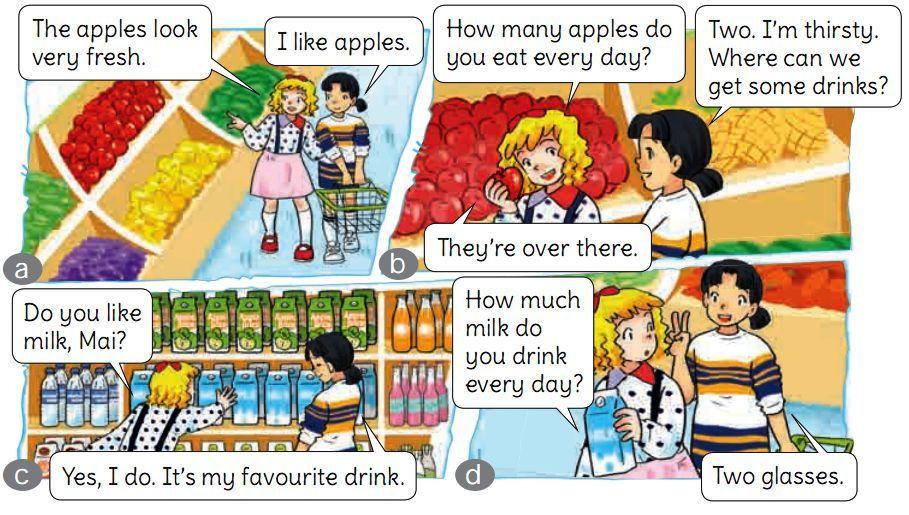 The apples look
very fresh.
I like apples.
a
How many apples do
you eat every day?
Two. I'm thirsty.
Where can we
get some drinks?
They're over there.
b
Do you like
milk, Mai?
Yes, I do. It's my favourite drink.
c
How much
milk do
you drink
every day?
Two glasses.
d